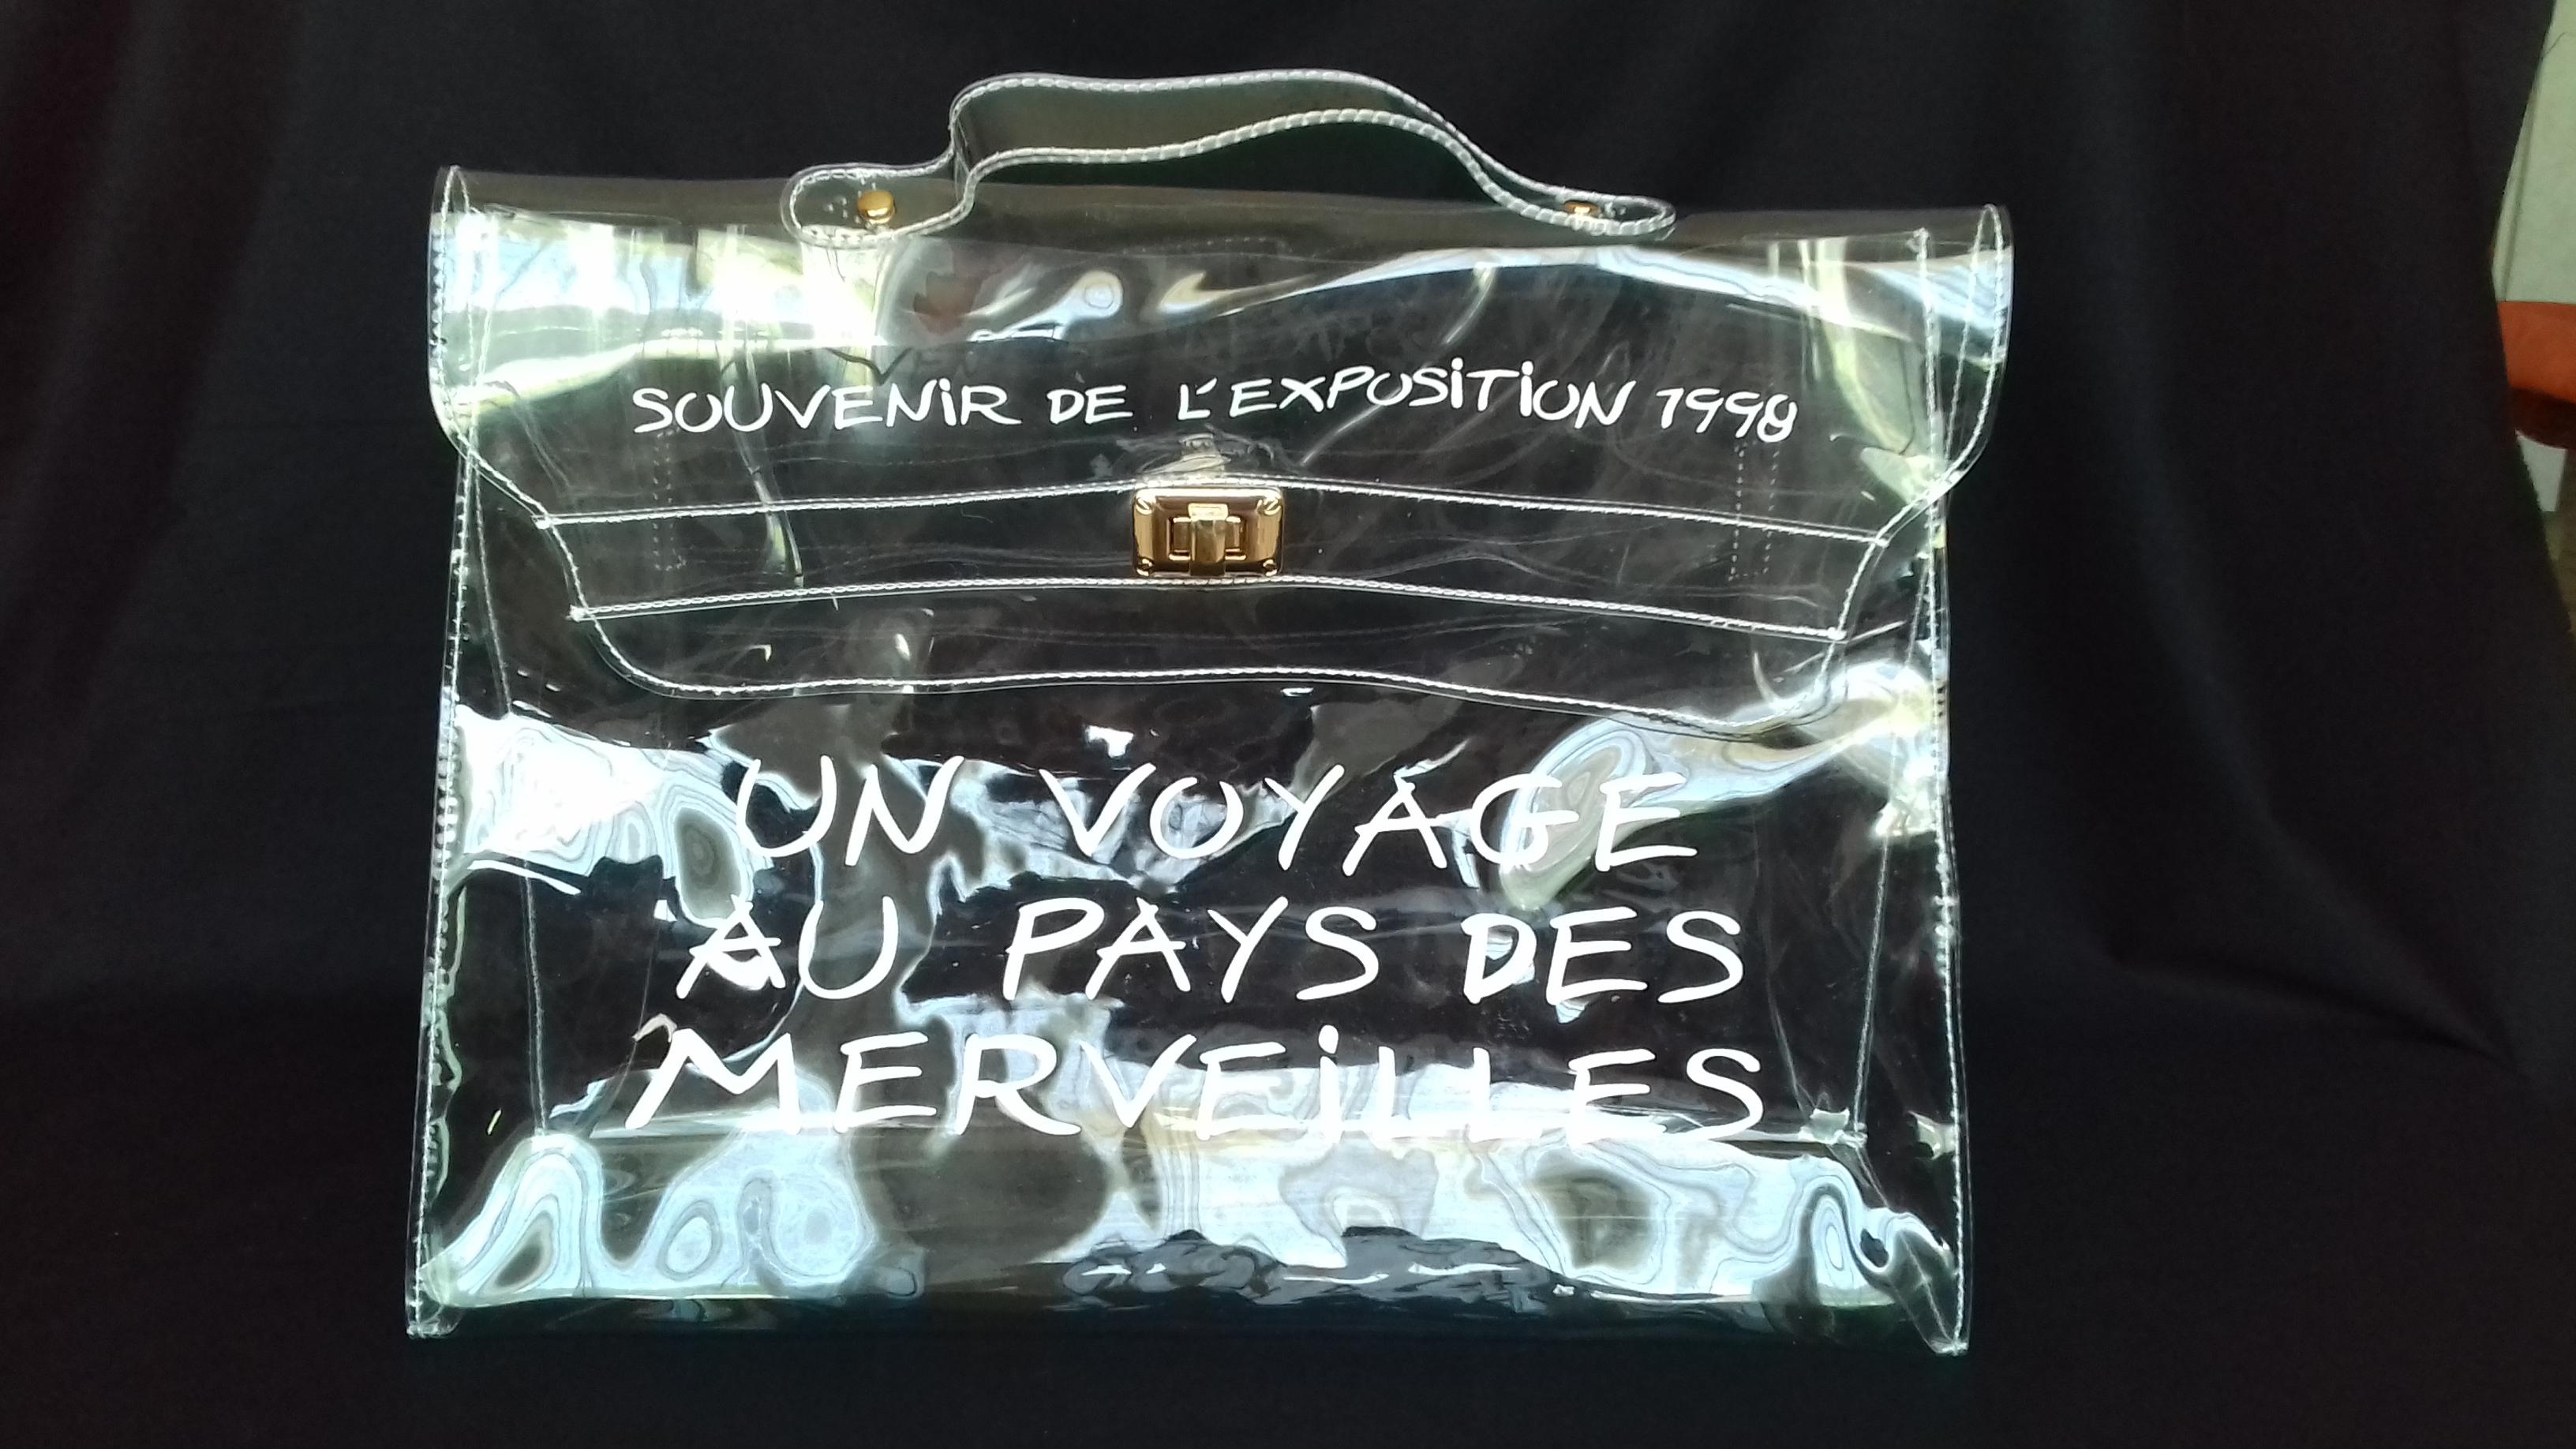 SOUVENiR DE L'EXPOSiTiON 1998
UN VOYAGE
AU PAYS DES
MERVEiLLES